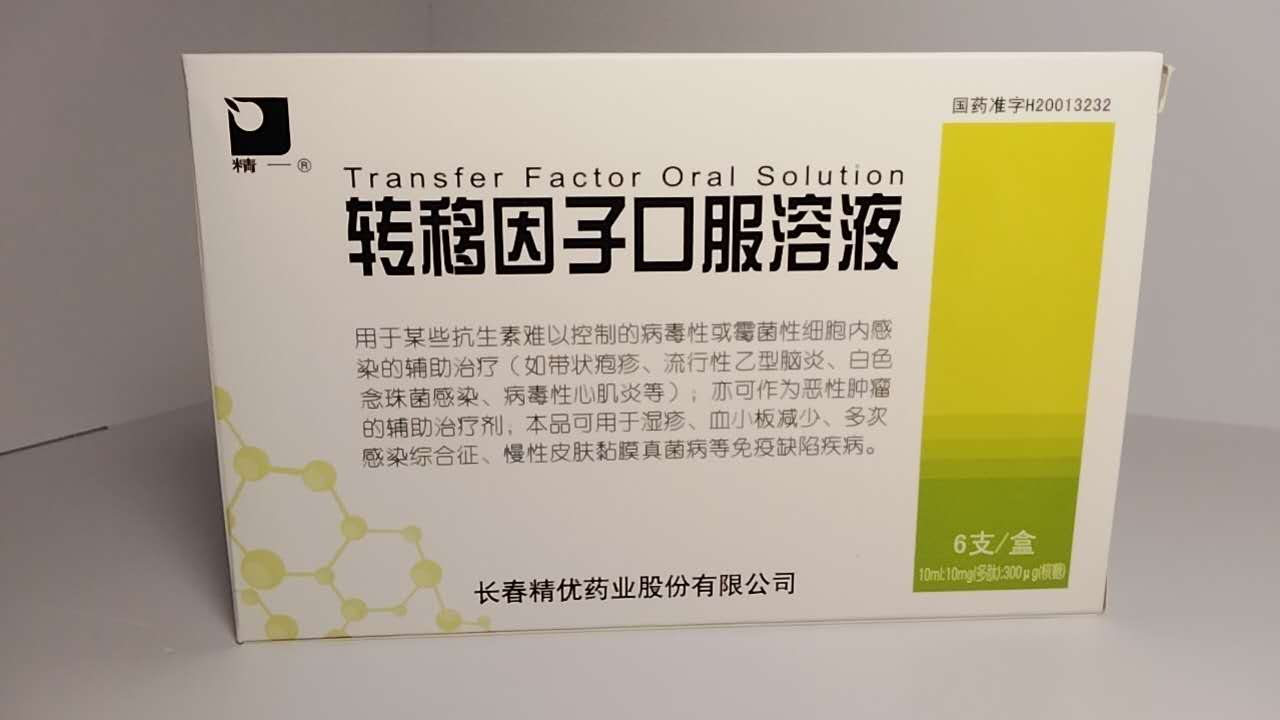 国药准字H20013232
精一®
Transfer Factor Oral Solution
转移因子口服溶液
用于某些抗生素难以控制的病毒性或霉菌性细胞内感
染的辅助治疗（如带状疱疹、流行性乙型脑炎、白色
念珠菌感染、病毒性心肌炎等）；亦可作为恶性肿瘤
的辅助治疗剂，本品可用于湿疹、血小板减少、多次
感染综合征、慢性皮肤黏膜真菌病等免疫缺陷疾病。
6支/盒
10ml:10mg(多肽):300μg(核糖)
长春精优药业股份有限公司